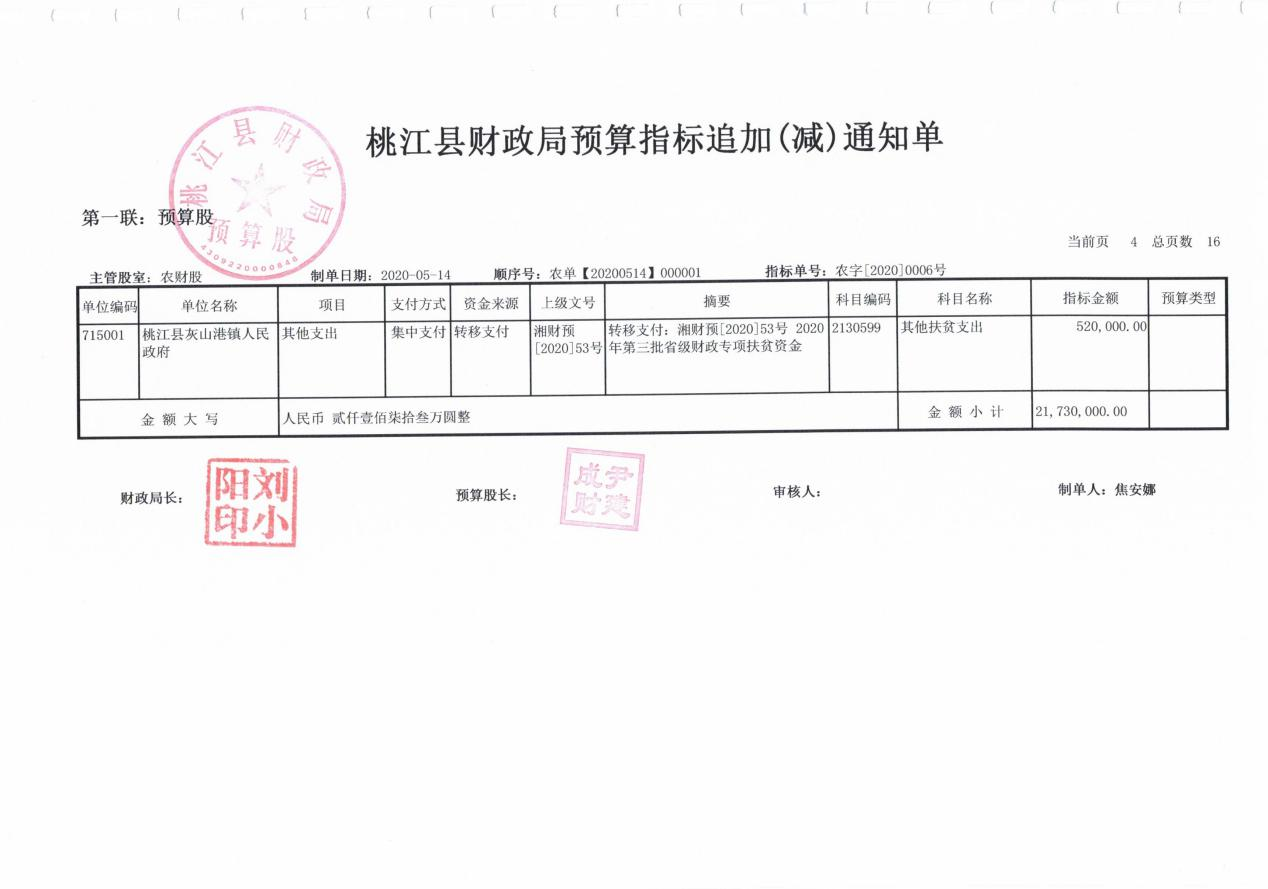 桃江县财政局预算指标追加(减)通知单
桃江县财政局
预算股
4309220000848
第一联：预算股
当前页 4 总页数 16
主管股室：农财股 制单日期：2020-05-14 顺序号：农单【20200514】000001 指标单号：农字[2020]0006号
单位编码 单位名称 项目 支付方式 资金来源 上级文号 摘要 科目编码 科目名称 指标金额 预算类型
715001 桃江县灰山港镇人民 其他支出 集中支付 转移支付 湘财预 转移支付：湘财预[2020]53号 2020 2130599 其他扶贫支出 520,000.00
政府 [2020]53号 年第三批省级财政专项扶贫资金
金额大写 人民币 贰仟壹佰柒拾叁万圆整 金额小计 21,730,000.00
财政局长： 刘小阳印 预算股长： 尹建成财 审核人： 制单人：焦安娜